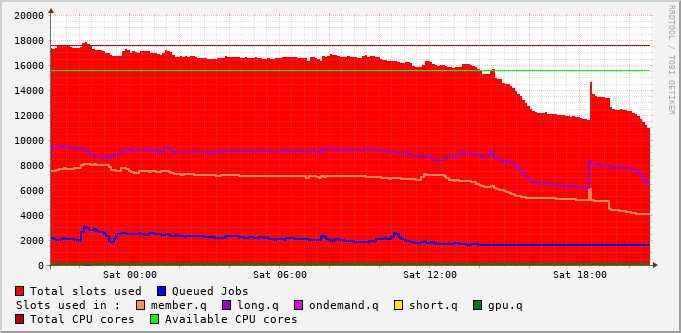 20000
18000
16000
14000
12000
10000
8000
6000
4000
2000
0
Sat 00:00 Sat 06:00 Sat 12:00 Sat 18:00
RRDTOOL / TOBI OETIKER
Total slots used Queued Jobs
Slots used in : member.q long.q ondemand.q short.q gpu.q
Total CPU cores Available CPU cores